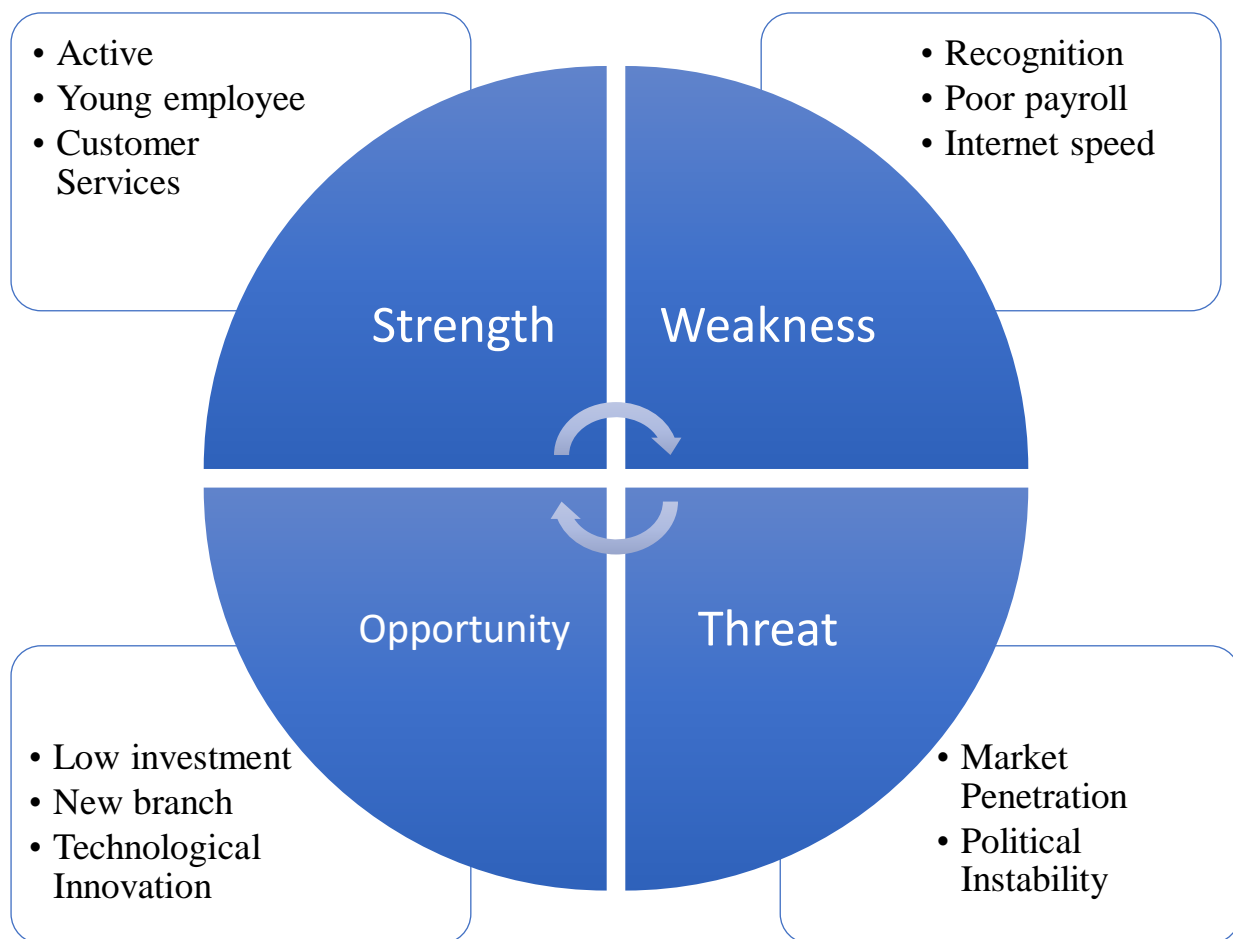 • Active
• Young employee
• Customer
Services
• Recognition
• Poor payroll
• Internet speed
Strength
Weakness
Opportunity
Threat
• Low investment
• New branch
• Technological
Innovation
• Market
Penetration
• Political
Instability